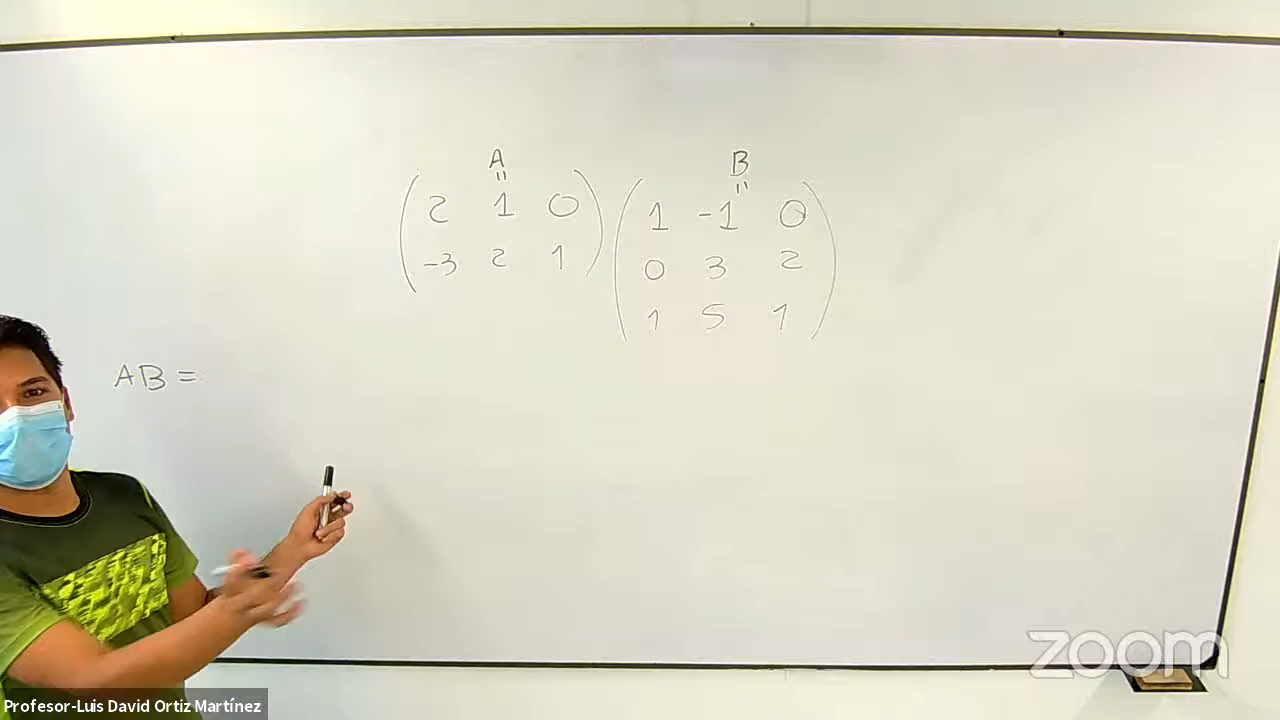 A B
" "
( 2 1 0 ) ( 1 -1 0 )
( -3 2 1 ) ( 0 3 2 )
( 1 5 1 )
AB =
zoom
Profesor-Luis David Ortiz Martínez